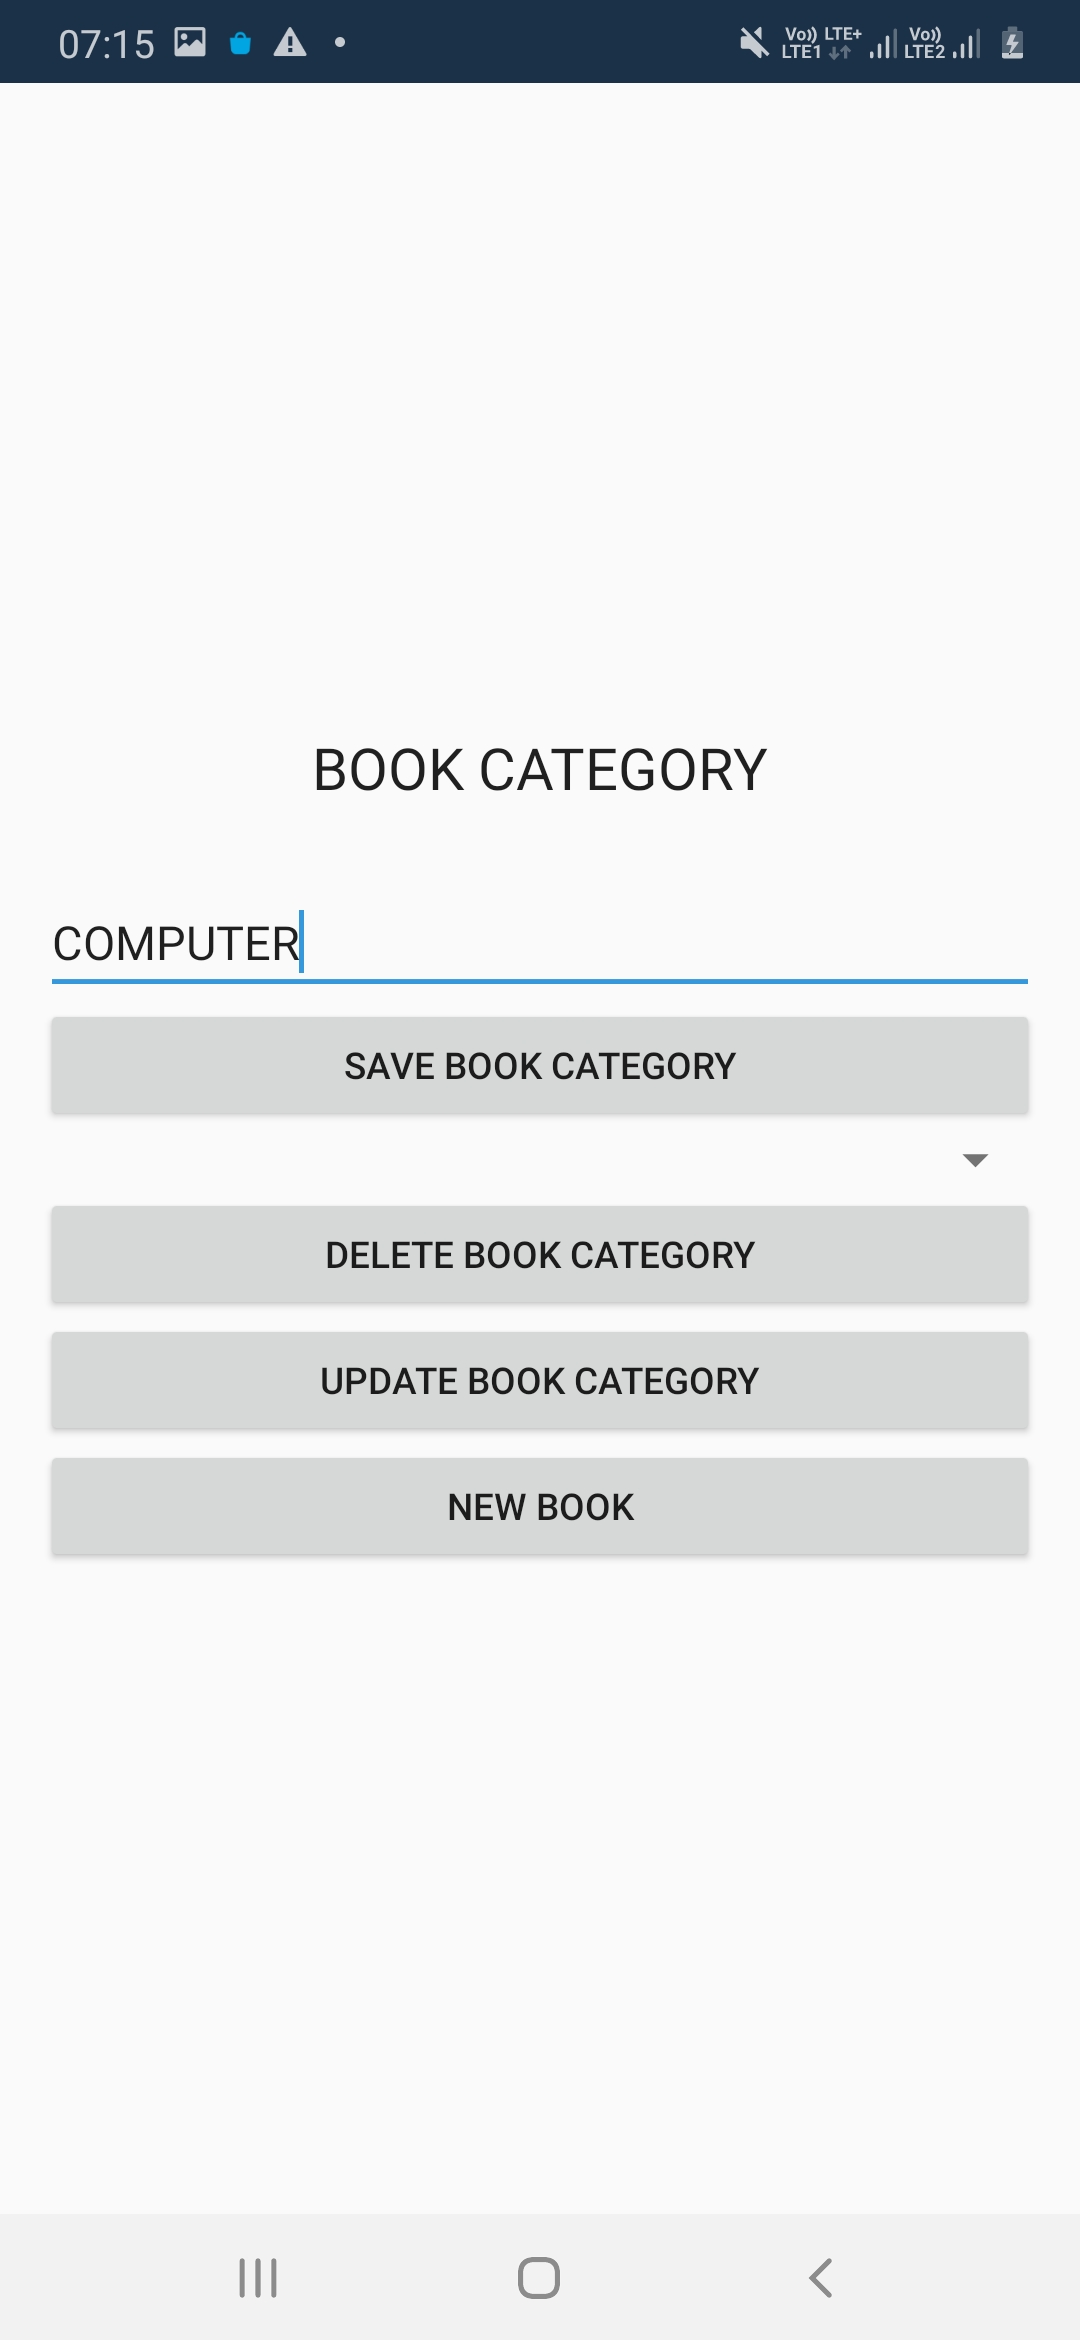 07:15 Vo)) LTE+ Vo))
LTE1 LTE2
BOOK CATEGORY
COMPUTER
SAVE BOOK CATEGORY
DELETE BOOK CATEGORY
UPDATE BOOK CATEGORY
NEW BOOK